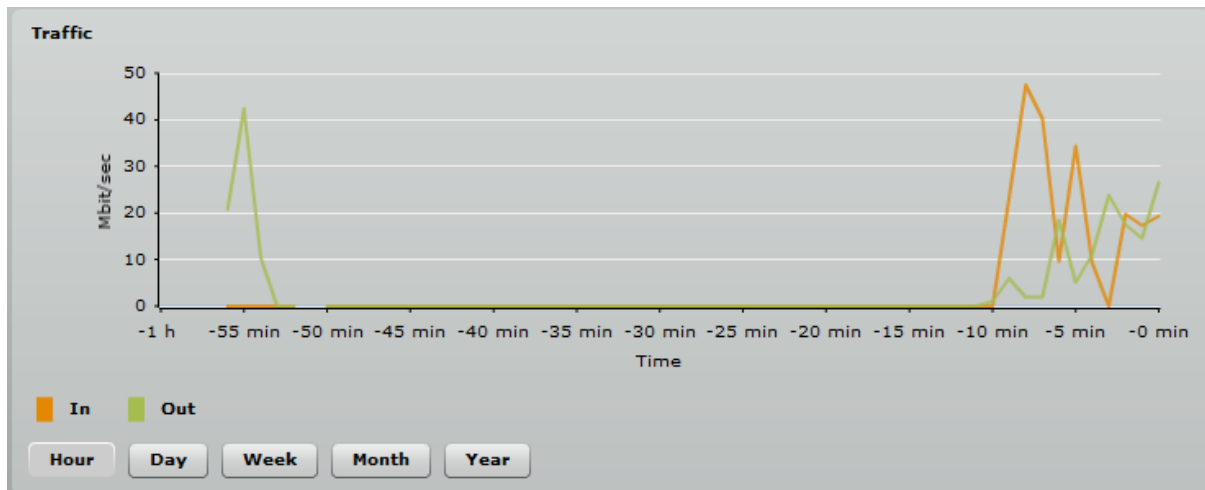 Traffic
50
40
30
20
10
0
Mbit/sec
-1 h -55 min -50 min -45 min -40 min -35 min -30 min -25 min -20 min -15 min -10 min -5 min -0 min
Time
In Out
Hour Day Week Month Year